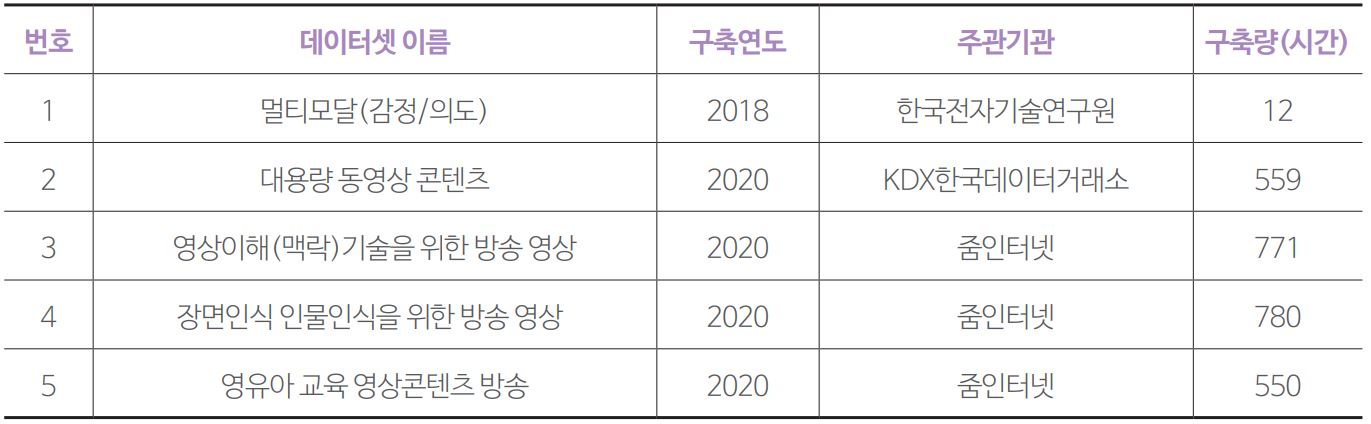 번호 데이터셋 이름 구축연도 주관기관 구축량(시간)
1 멀티모달(감정/의도) 2018 한국전자기술연구원 12
2 대용량 동영상 콘텐츠 2020 KDX한국데이터거래소 559
3 영상이해(맥락)기술을 위한 방송 영상 2020 줌인터넷 771
4 장면인식 인물인식을 위한 방송 영상 2020 줌인터넷 780
5 영유아 교육 영상콘텐츠 방송 2020 줌인터넷 550